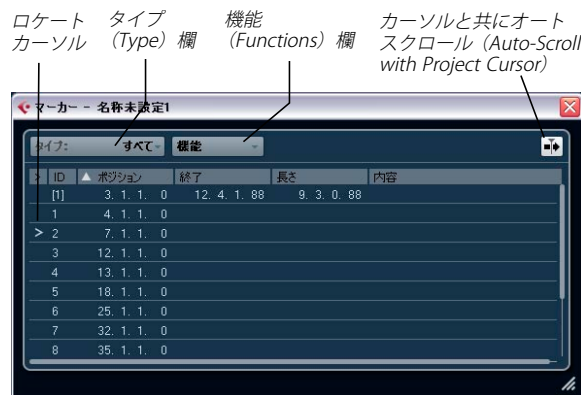 ロケート
カーソル
タイプ
（Type）欄
機能
（Functions）欄
カーソルと共にオート
スクロール（Auto-Scroll
with Project Cursor）
マーカー - 名称未設定1
タイプ: すべて 機能
> ID ポジション 終了 長さ 内容
[1] 3. 1. 1. 0 12. 4. 1. 88 9. 3. 0. 88
1 4. 1. 1. 0
> 2 7. 1. 1. 0
3 12. 1. 1. 0
4 13. 1. 1. 0
5 18. 1. 1. 0
6 25. 1. 1. 0
7 32. 1. 1. 0
8 35. 1. 1. 0